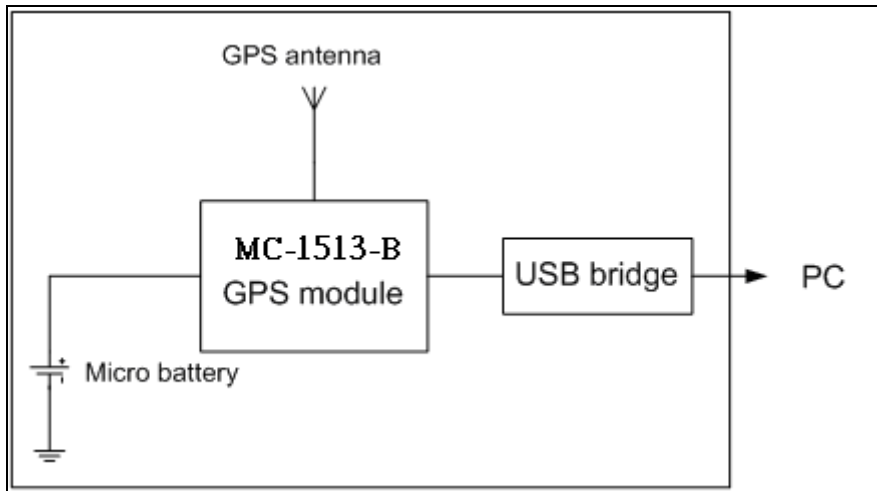 GPS antenna
MC-1513-B
GPS module
USB bridge
PC
Micro battery